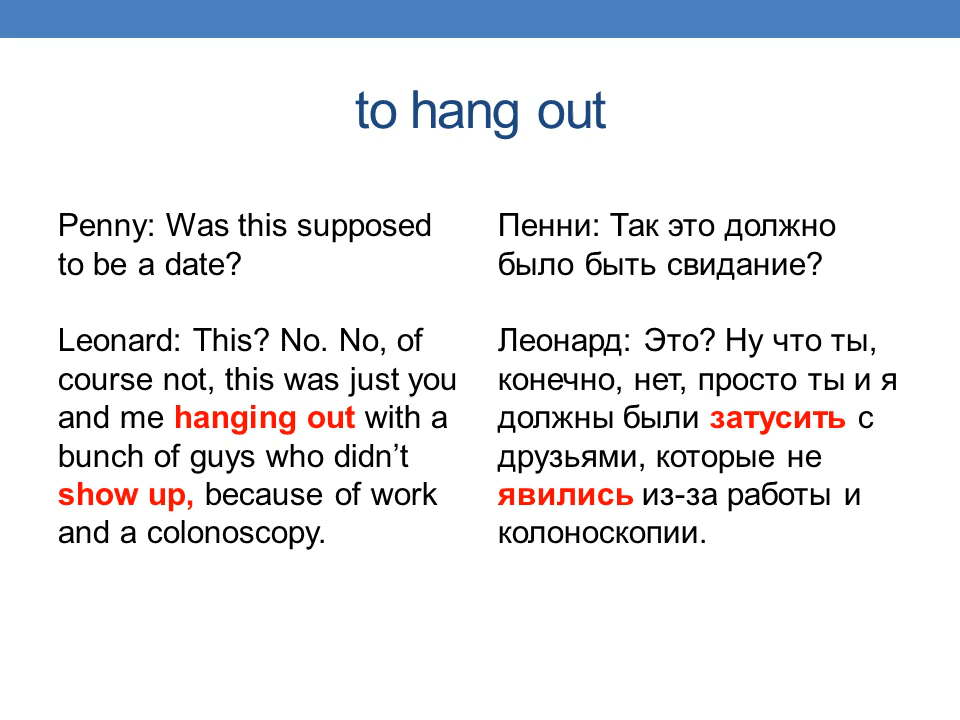 to hang out
Penny: Was this supposed
to be a date?
Leonard: This? No. No, of
course not, this was just you
and me hanging out with a
bunch of guys who didn’t
show up, because of work
and a colonoscopy.
Пенни: Так это должно
было быть свидание?
Леонард: Это? Ну что ты,
конечно, нет, просто ты и я
должны были затусить с
друзьями, которые не
явились из-за работы и
колоноскопии.